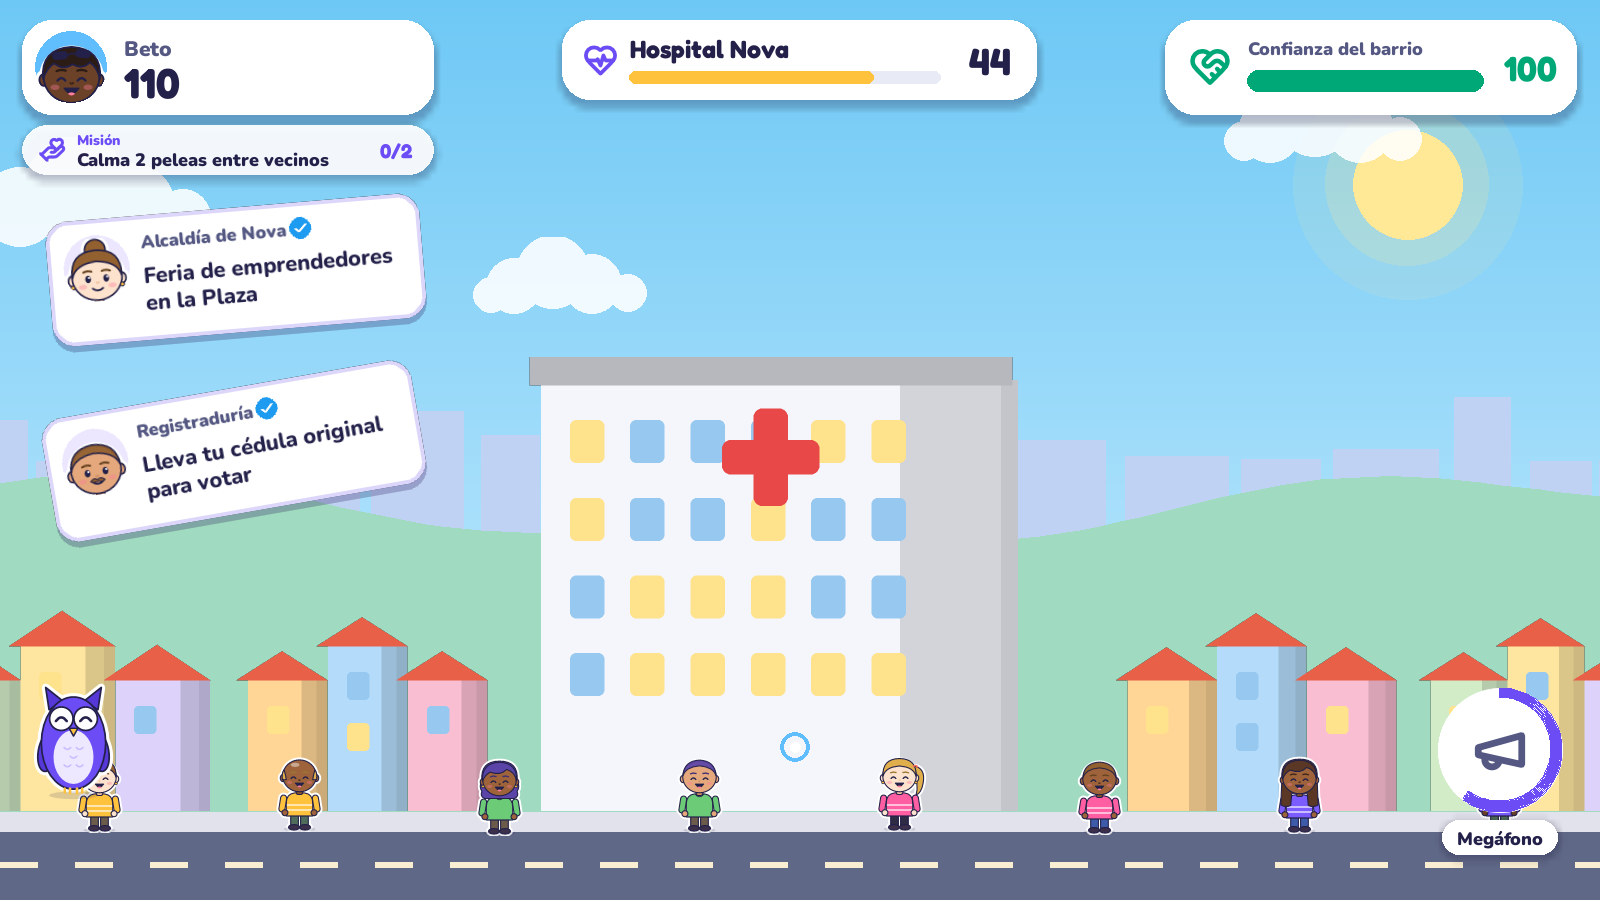 Beto
110
Hospital Nova
44
Confianza del barrio
100
Misión
Calma 2 peleas entre vecinos
0/2
Alcaldía de Nova
Feria de emprendedores
en la Plaza
Registraduría
Lleva tu cédula original
para votar
Megáfono